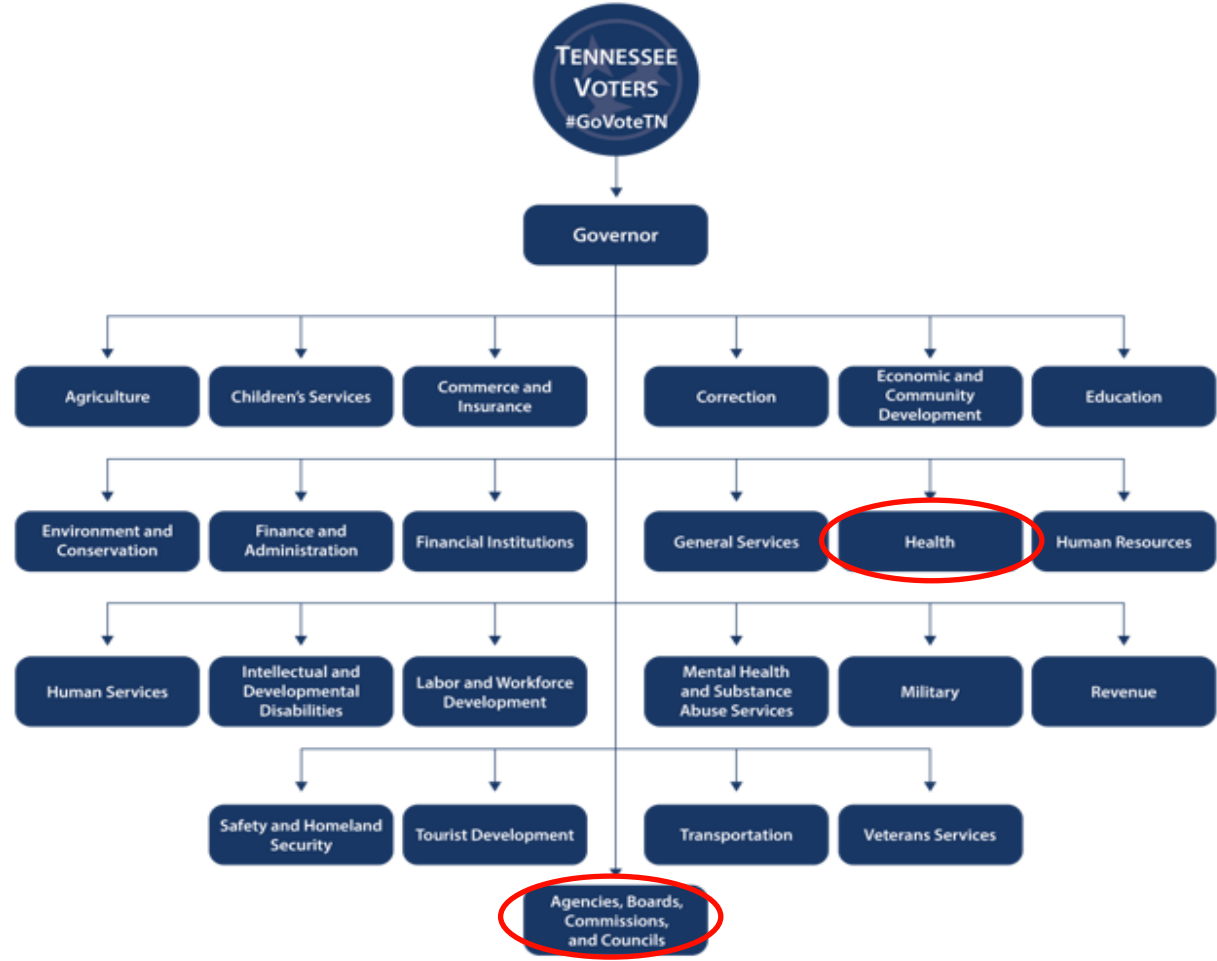 TENNESSEE
VOTERS
#GoVoteTN
Governor
Agriculture
Children's Services
Commerce and
Insurance
Correction
Economic and
Community
Development
Education
Environment and
Conservation
Finance and
Administration
Financial Institutions
General Services
Health
Human Resources
Human Services
Intellectual and
Developmental
Disabilities
Labor and Workforce
Development
Mental Health
and Substance
Abuse Services
Military
Revenue
Safety and Homeland
Security
Tourist Development
Transportation
Veterans Services
Agencies, Boards,
Commissions,
and Councils